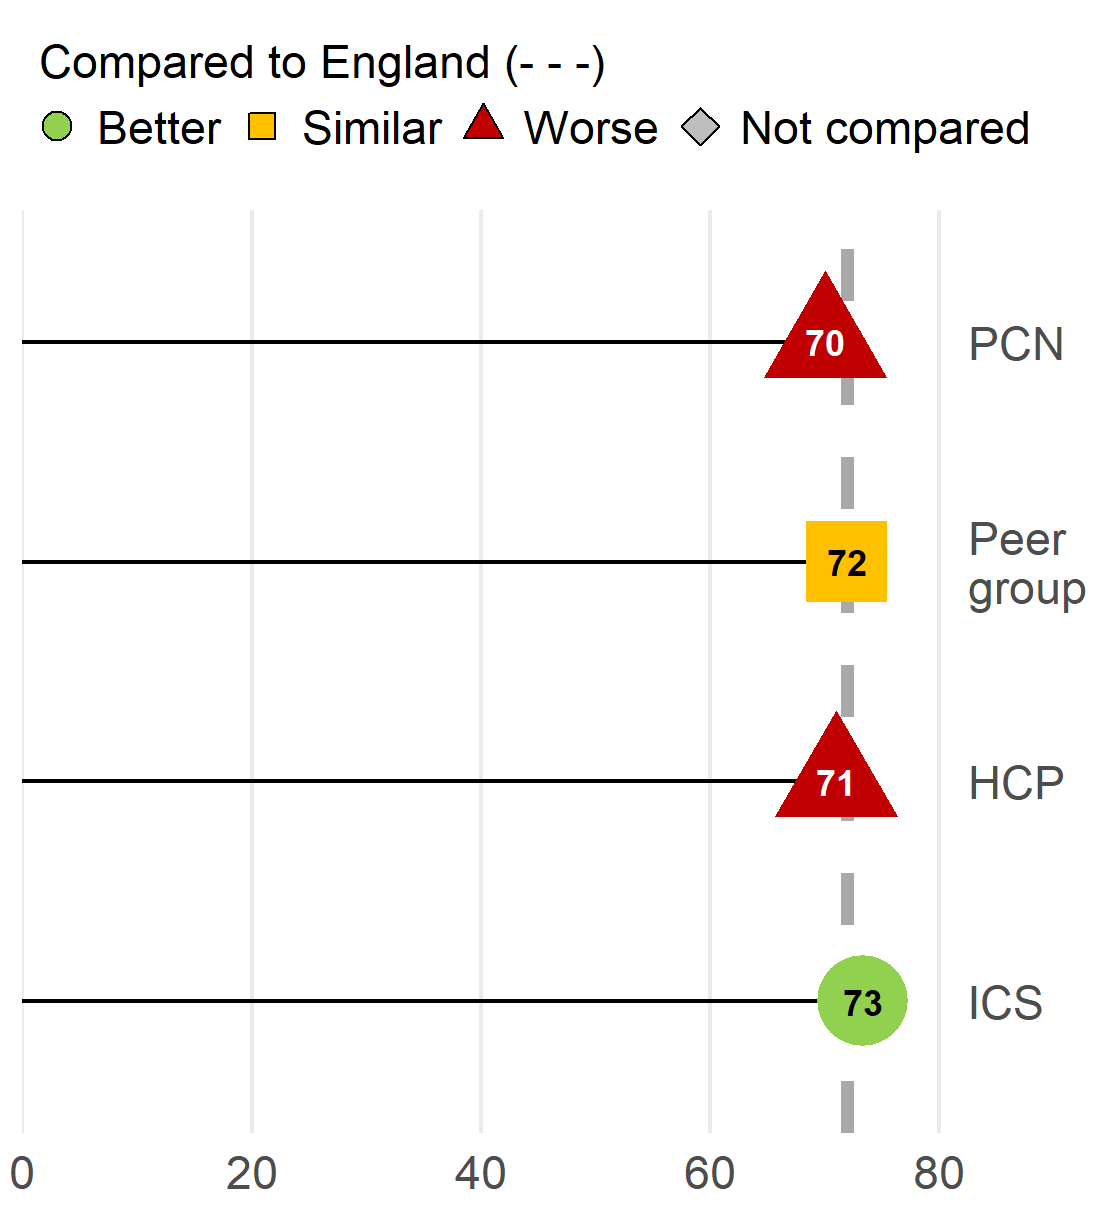 Compared to England (- - -)
Better Similar Worse Not compared
70 PCN
72 Peer
group
71 HCP
73 ICS
0 20 40 60 80